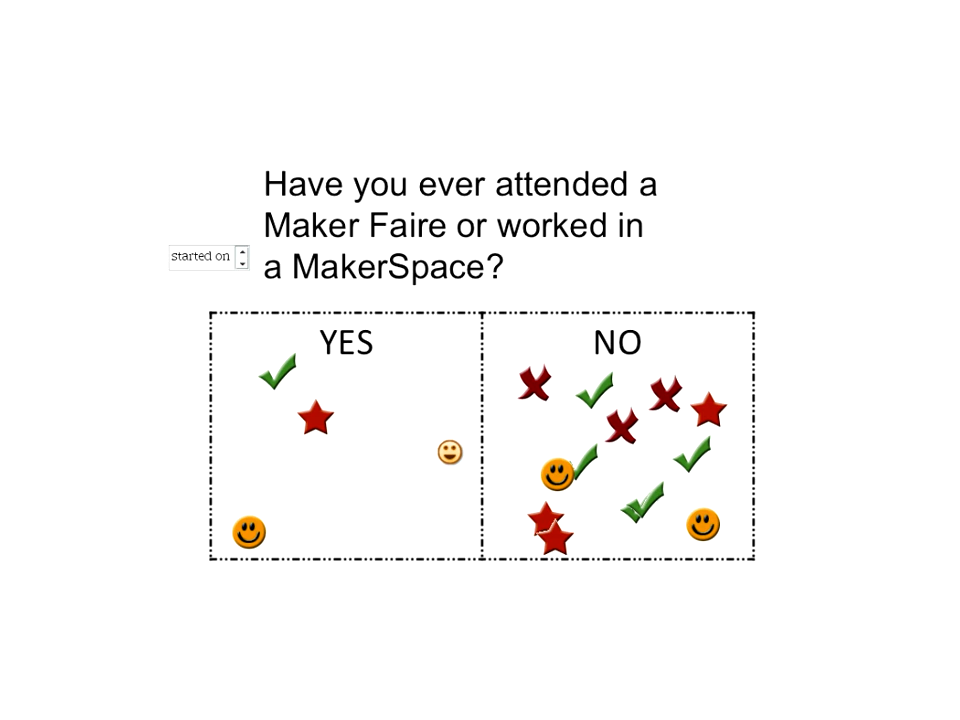 Have you ever attended a
Maker Faire or worked in
started on
a MakerSpace?
YES
NO